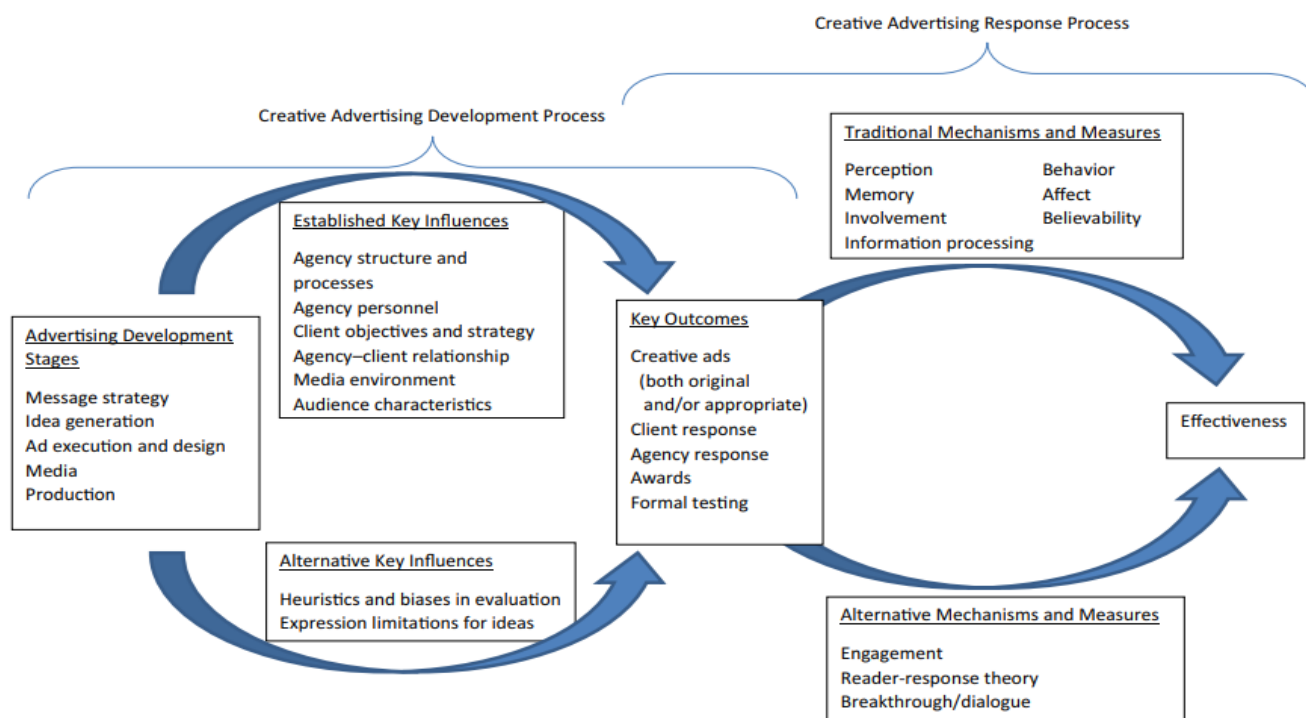 Creative Advertising Response Process
Creative Advertising Development Process
Traditional Mechanisms and Measures
Perception Behavior
Memory Affect
Involvement Believability
Information processing
Established Key Influences
Agency structure and
processes
Agency personnel
Client objectives and strategy
Agency–client relationship
Media environment
Audience characteristics
Advertising Development
Stages
Message strategy
Idea generation
Ad execution and design
Media
Production
Key Outcomes
Creative ads
(both original
and/or appropriate)
Client response
Agency response
Awards
Formal testing
Effectiveness
Alternative Key Influences
Heuristics and biases in evaluation
Expression limitations for ideas
Alternative Mechanisms and Measures
Engagement
Reader-response theory
Breakthrough/dialogue